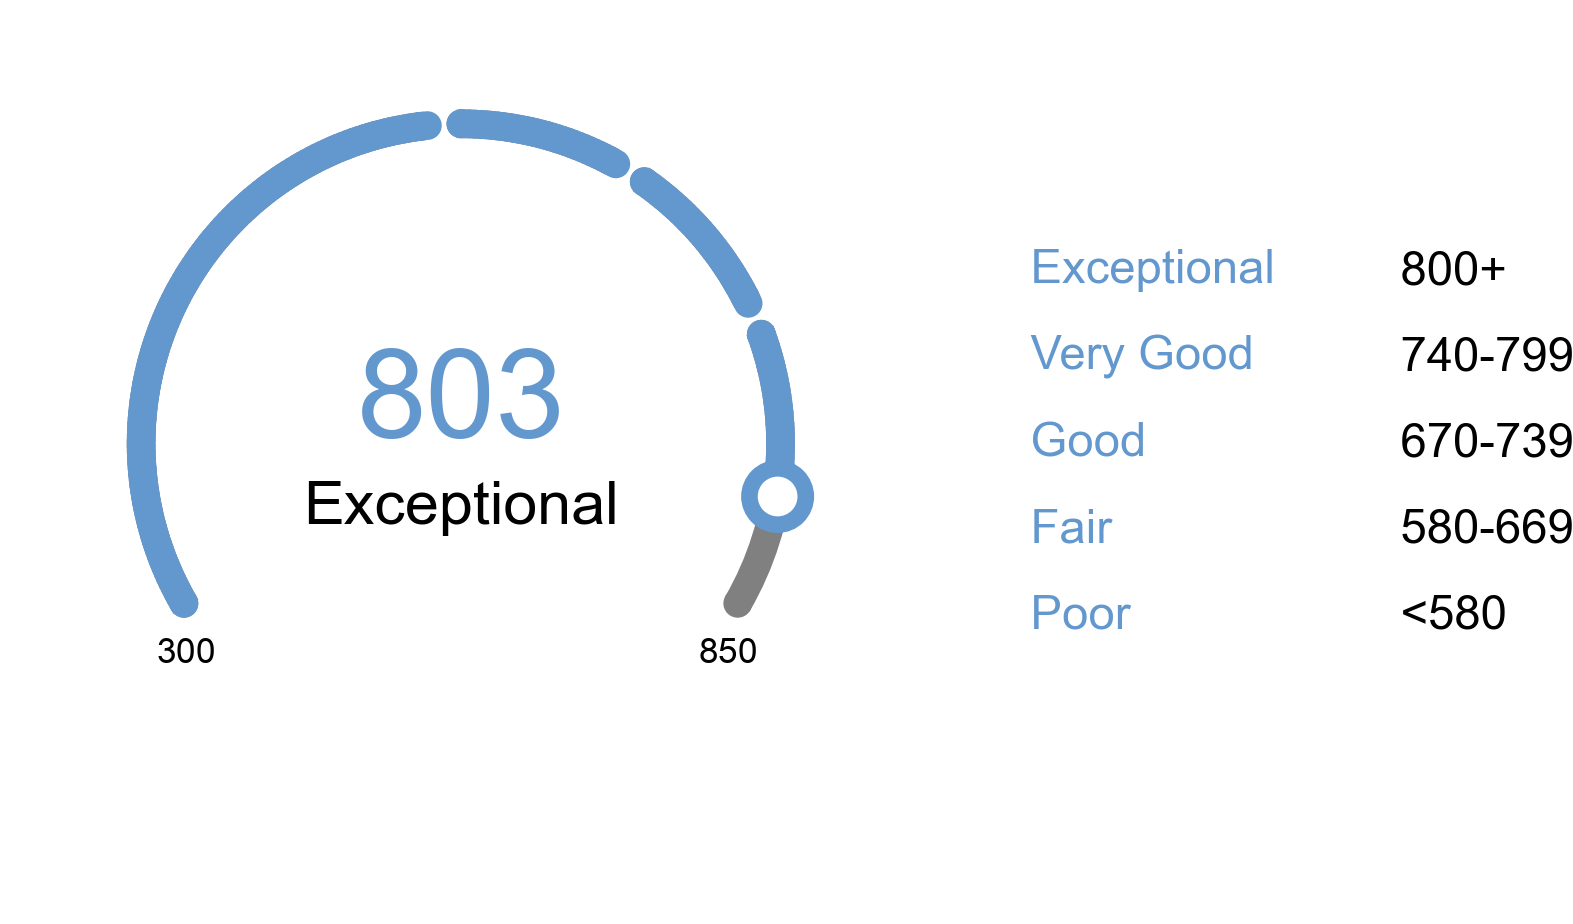 803
Exceptional
300
850
Exceptional 800+
Very Good 740-799
Good 670-739
Fair 580-669
Poor <580